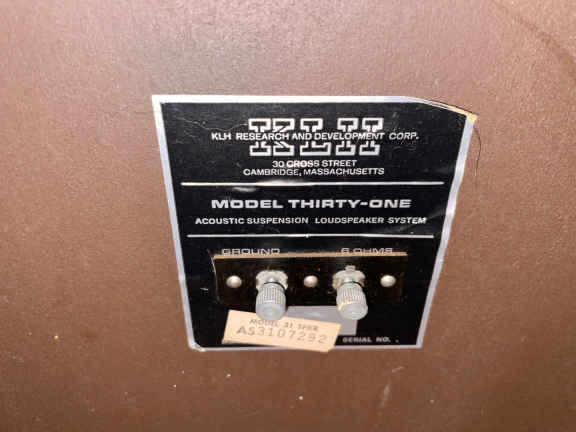 KLH
KLH RESEARCH AND DEVELOPMENT CORP.
30 CROSS STREET
CAMBRIDGE, MASSACHUSETTS
MODEL THIRTY-ONE
ACOUSTIC SUSPENSION LOUDSPEAKER SYSTEM
GROUND 8 OHMS
MODEL 31 SPKR
AS3107292
SERIAL NO.